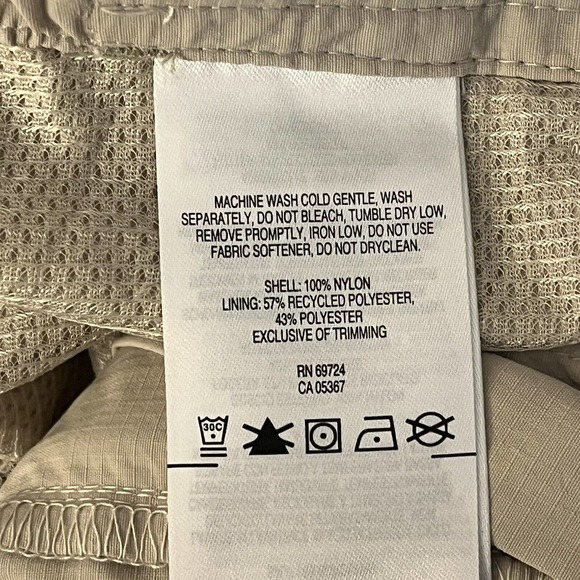 MACHINE WASH COLD GENTLE, WASH
SEPARATELY, DO NOT BLEACH, TUMBLE DRY LOW,
REMOVE PROMPTLY, IRON LOW, DO NOT USE
FABRIC SOFTENER, DO NOT DRYCLEAN.
SHELL: 100% NYLON
LINING: 57% RECYCLED POLYESTER,
43% POLYESTER
EXCLUSIVE OF TRIMMING
RN 69724
CA 05367
30C